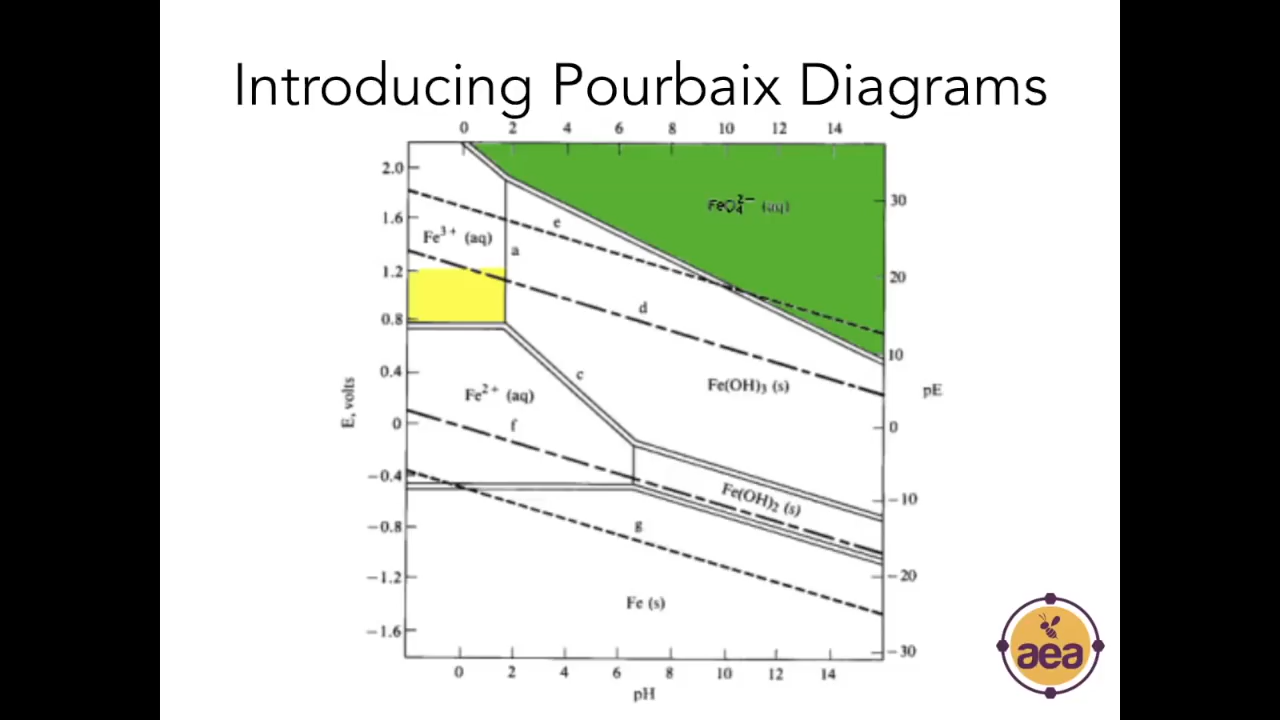 Introducing Pourbaix Diagrams
0 2 4 6 8 10 12 14
2.0
1.6
1.2
0.8
0.4
0
−0.4
−0.8
−1.2
−1.6
E, volts
FeO₄²⁻ (aq)
e
Fe³⁺ (aq)
a
d
c
Fe(OH)₃ (s)
Fe²⁺ (aq)
f
Fe(OH)₂ (s)
g
Fe (s)
30
20
10
0
−10
−20
−30
pE
0 2 4 6 8 10 12 14
pH
aea